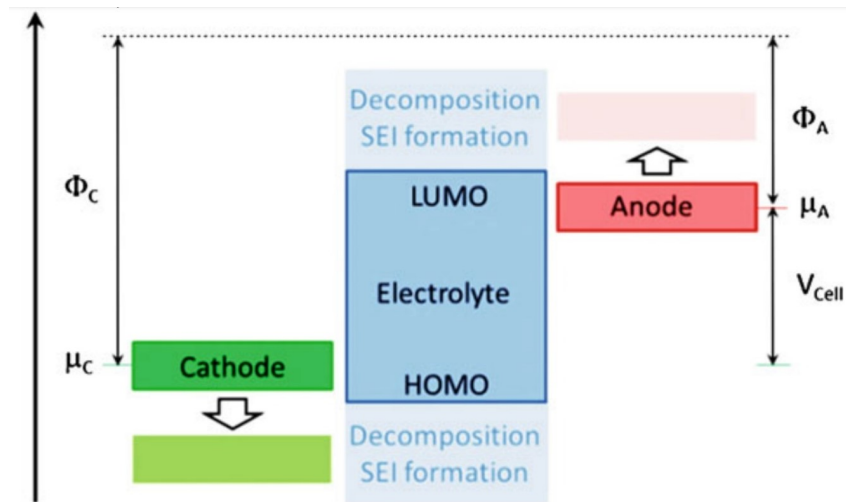 Decomposition
SEI formation
Φ_A
Φ_C
LUMO
Anode
μ_A
Electrolyte
V_Cell
μ_C
Cathode
HOMO
Decomposition
SEI formation